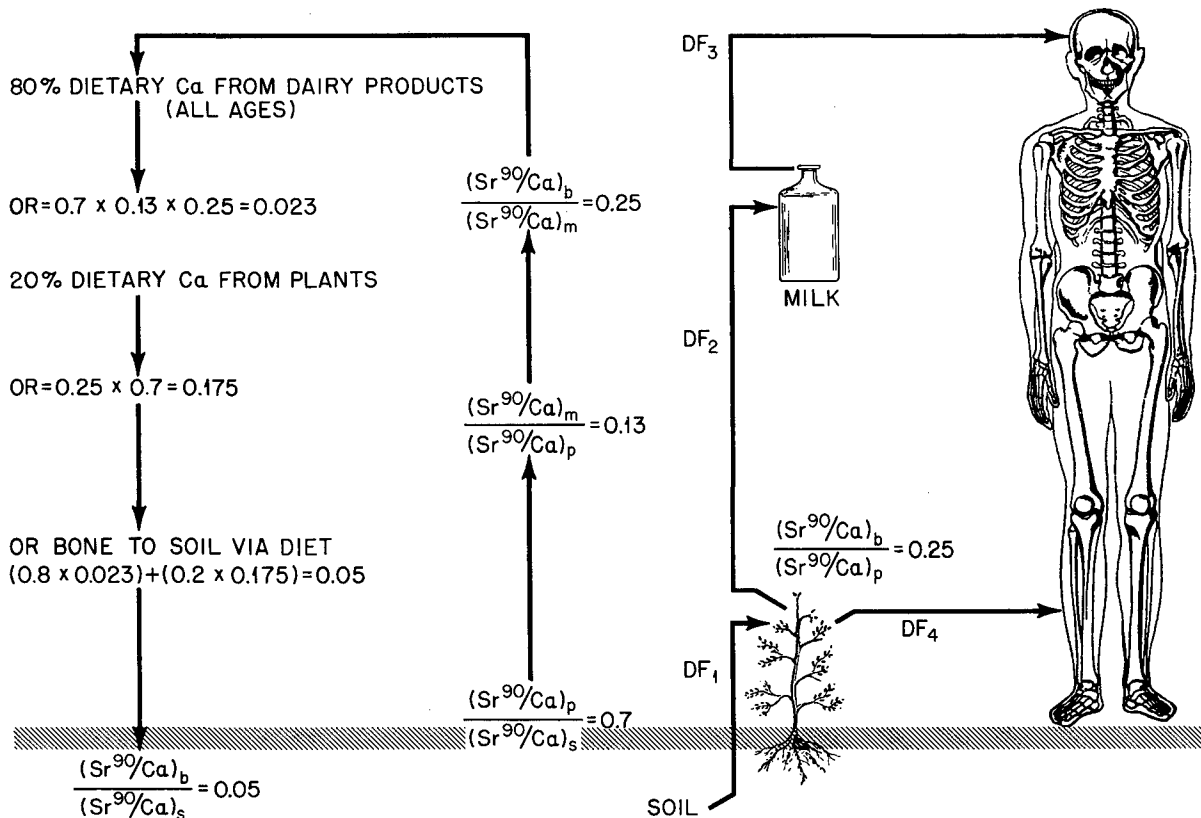 80% DIETARY Ca FROM DAIRY PRODUCTS
(ALL AGES)
OR=0.7 x 0.13 x 0.25=0.023
20% DIETARY Ca FROM PLANTS
OR=0.25 x 0.7=0.175
OR BONE TO SOIL VIA DIET
(0.8 x 0.023)+(0.2 x 0.175)=0.05
(Sr⁹⁰/Ca)b
(Sr⁹⁰/Ca)s
=0.05
(Sr⁹⁰/Ca)b
(Sr⁹⁰/Ca)m
=0.25
(Sr⁹⁰/Ca)m
(Sr⁹⁰/Ca)p
=0.13
(Sr⁹⁰/Ca)p
(Sr⁹⁰/Ca)s
=0.7
DF₃
MILK
DF₂
(Sr⁹⁰/Ca)b
(Sr⁹⁰/Ca)p
=0.25
DF₄
DF₁
SOIL